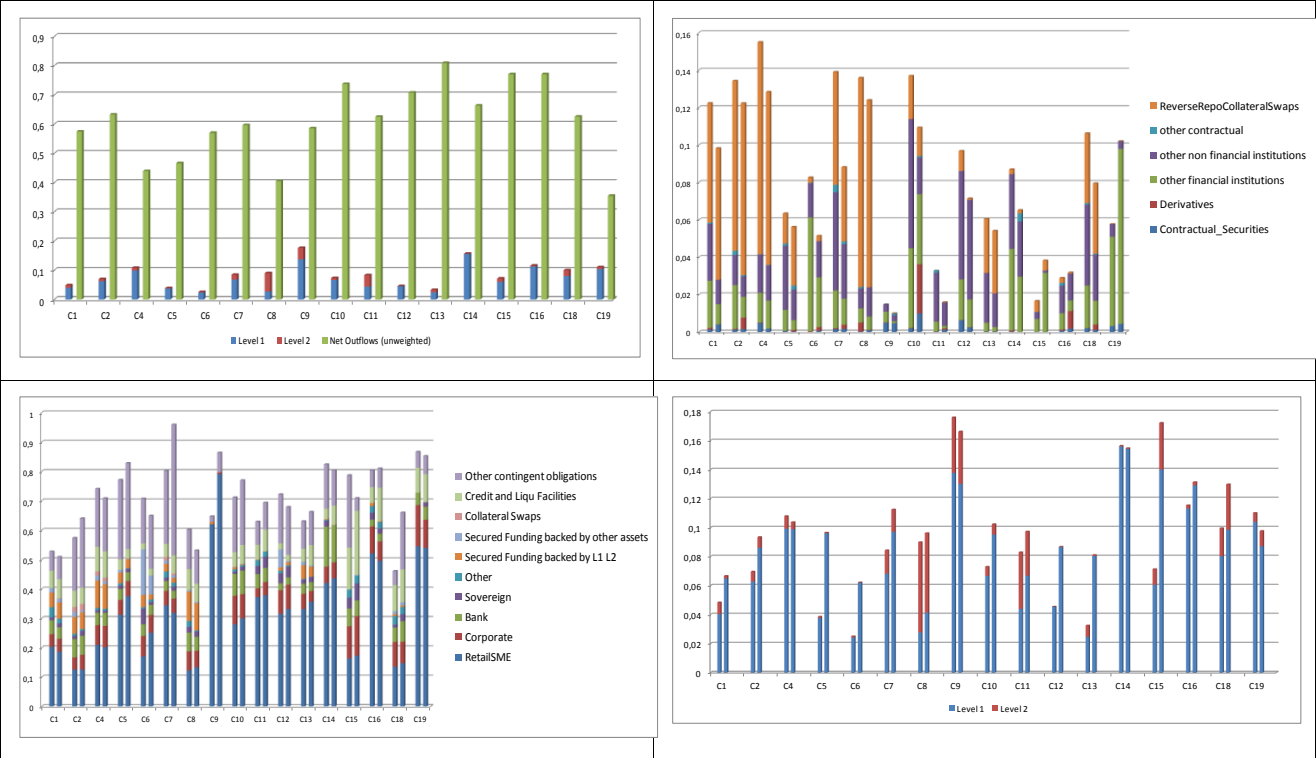 0,9
0,8
0,7
0,6
0,5
0,4
0,3
0,2
0,1
0
C1 C2 C4 C5 C6 C7 C8 C9 C10 C11 C12 C13 C14 C15 C16 C18 C19
Level 1 Level 2 Net Outflows (unweighted)
0,16
0,14
0,12
0,1
0,08
0,06
0,04
0,02
0
C1 C2 C4 C5 C6 C7 C8 C9 C10 C11 C12 C13 C14 C15 C16 C18 C19
ReverseRepoCollateralSwaps
other contractual
other non financial institutions
other financial institutions
Derivatives
Contractual_Securities
1
0,9
0,8
0,7
0,6
0,5
0,4
0,3
0,2
0,1
0
C1 C2 C4 C5 C6 C7 C8 C9 C10 C11 C12 C13 C14 C15 C16 C18 C19
Other contingent obligations
Credit and Liqu Facilities
Collateral Swaps
Secured Funding backed by other assets
Secured Funding backed by L1 L2
Other
Sovereign
Bank
Corporate
RetailSME
0,18
0,16
0,14
0,12
0,1
0,08
0,06
0,04
0,02
0
C1 C2 C4 C5 C6 C7 C8 C9 C10 C11 C12 C13 C14 C15 C16 C18 C19
Level 1 Level 2